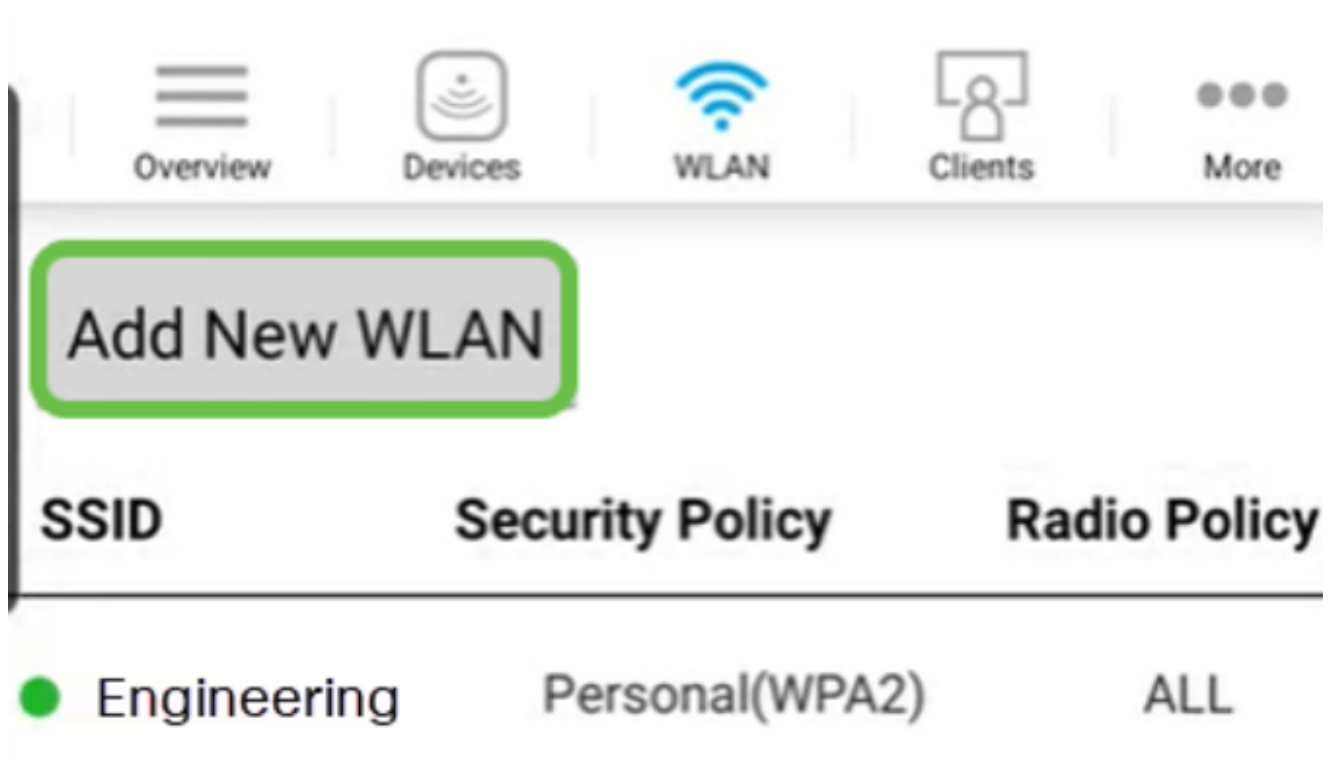 Overview Devices WLAN Clients More
Add New WLAN
SSID Security Policy Radio Policy
Engineering Personal(WPA2) ALL